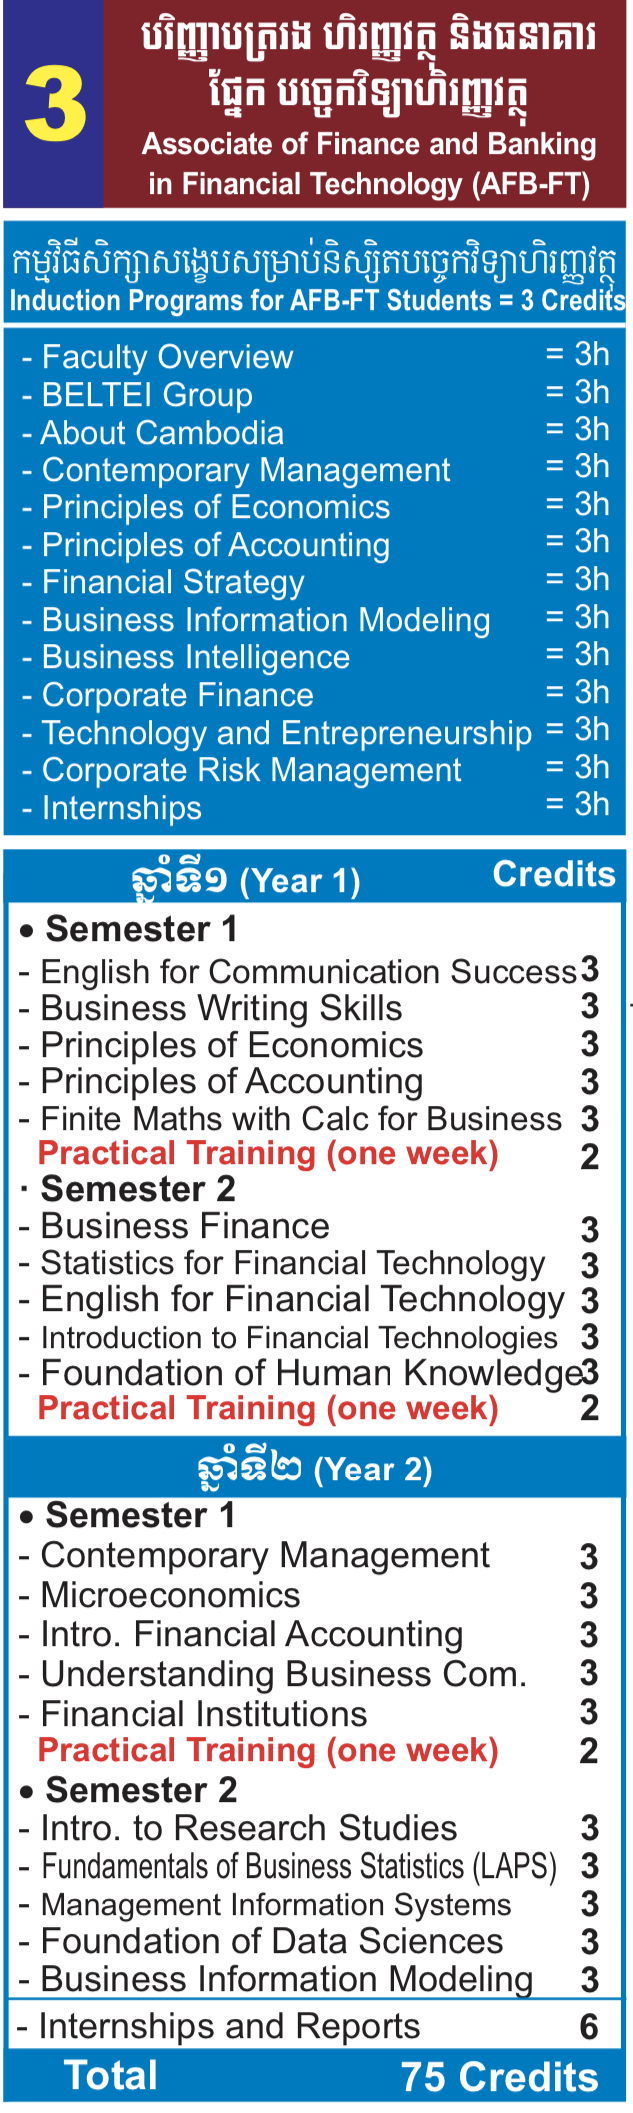 3
បរិញ្ញាបត្ររង ហិរញ្ញវត្ថុ និងធនាគារ
ផ្នែក បច្ចេកវិទ្យាហិរញ្ញវត្ថុ
Associate of Finance and Banking
in Financial Technology (AFB-FT)
កម្មវិធីសិក្សាសង្ខេបសម្រាប់និស្សិតបច្ចេកវិទ្យាហិរញ្ញវត្ថុ
Induction Programs for AFB-FT Students = 3 Credits
- Faculty Overview = 3h
- BELTEI Group = 3h
- About Cambodia = 3h
- Contemporary Management = 3h
- Principles of Economics = 3h
- Principles of Accounting = 3h
- Financial Strategy = 3h
- Business Information Modeling = 3h
- Business Intelligence = 3h
- Corporate Finance = 3h
- Technology and Entrepreneurship = 3h
- Corporate Risk Management = 3h
- Internships = 3h
ឆ្នាំទី១ (Year 1) Credits
• Semester 1
- English for Communication Success 3
- Business Writing Skills 3
- Principles of Economics 3
- Principles of Accounting 3
- Finite Maths with Calc for Business 3
Practical Training (one week) 2
· Semester 2
- Business Finance 3
- Statistics for Financial Technology 3
- English for Financial Technology 3
- Introduction to Financial Technologies 3
- Foundation of Human Knowledge 3
Practical Training (one week) 2
ឆ្នាំទី២ (Year 2)
• Semester 1
- Contemporary Management 3
- Microeconomics 3
- Intro. Financial Accounting 3
- Understanding Business Com. 3
- Financial Institutions 3
Practical Training (one week) 2
• Semester 2
- Intro. to Research Studies 3
- Fundamentals of Business Statistics (LAPS) 3
- Management Information Systems 3
- Foundation of Data Sciences 3
- Business Information Modeling 3
- Internships and Reports 6
Total 75 Credits